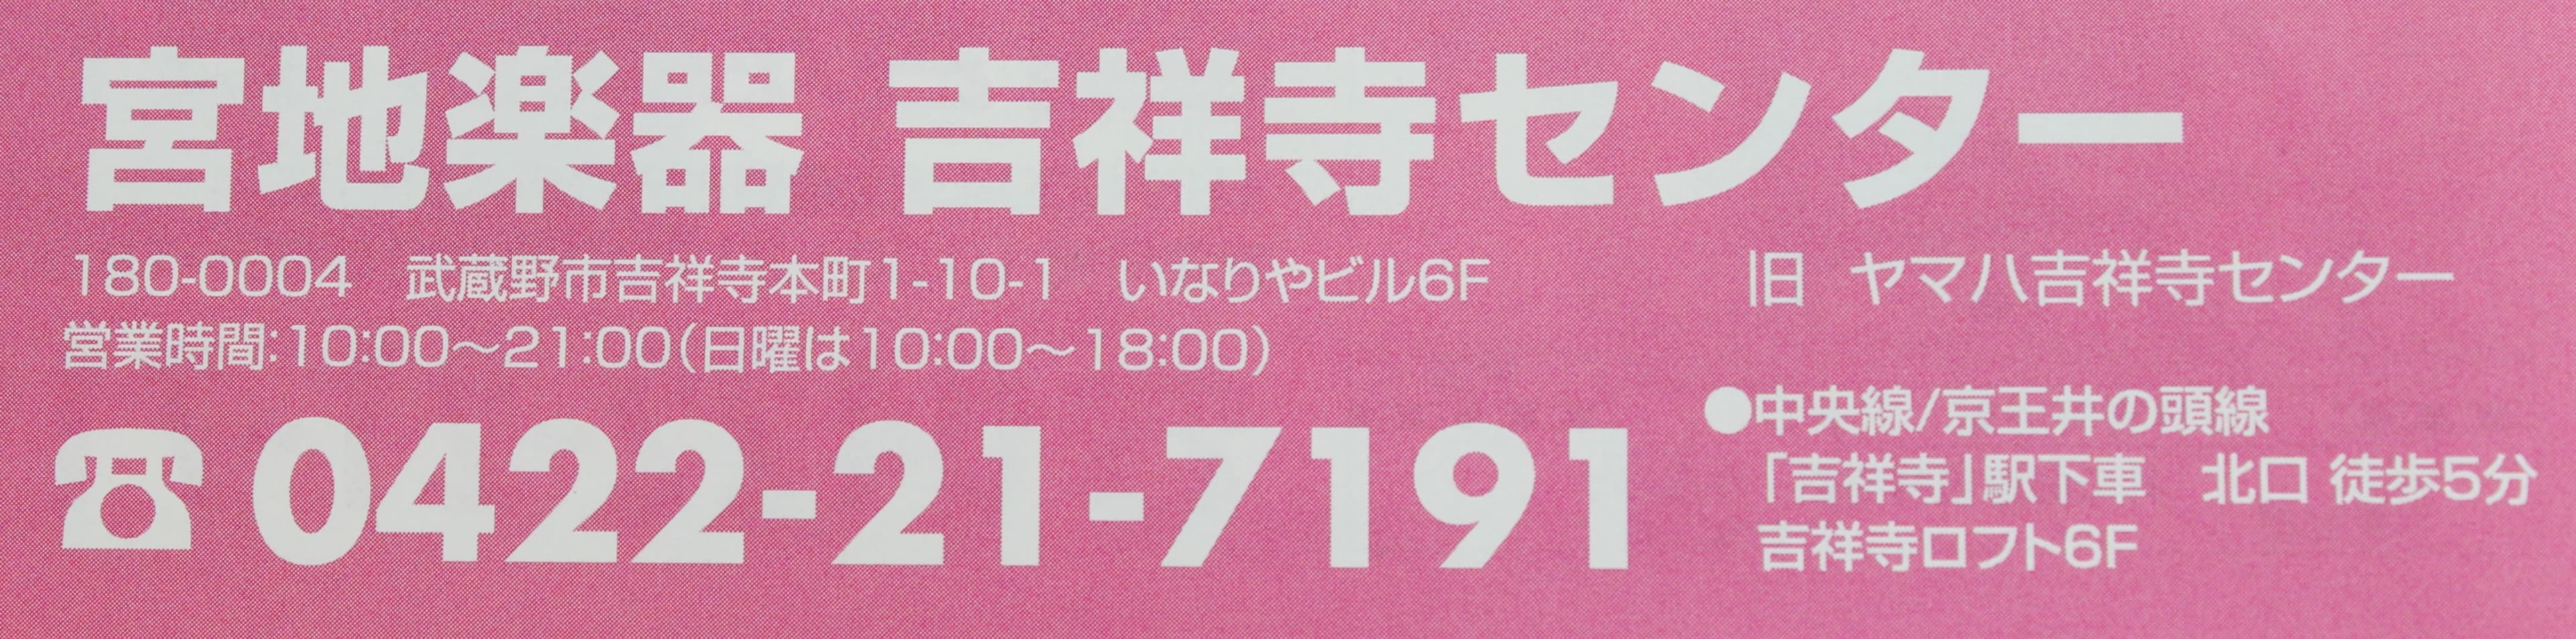 宮地楽器 吉祥寺センター
180-0004　武蔵野市吉祥寺本町1-10-1　いなりやビル6F
営業時間:10:00〜21:00(日曜は10:00〜18:00)
☎0422-21-7191
旧　ヤマハ吉祥寺センター
●中央線/京王井の頭線
「吉祥寺」駅下車　北口 徒歩5分
吉祥寺ロフト6F